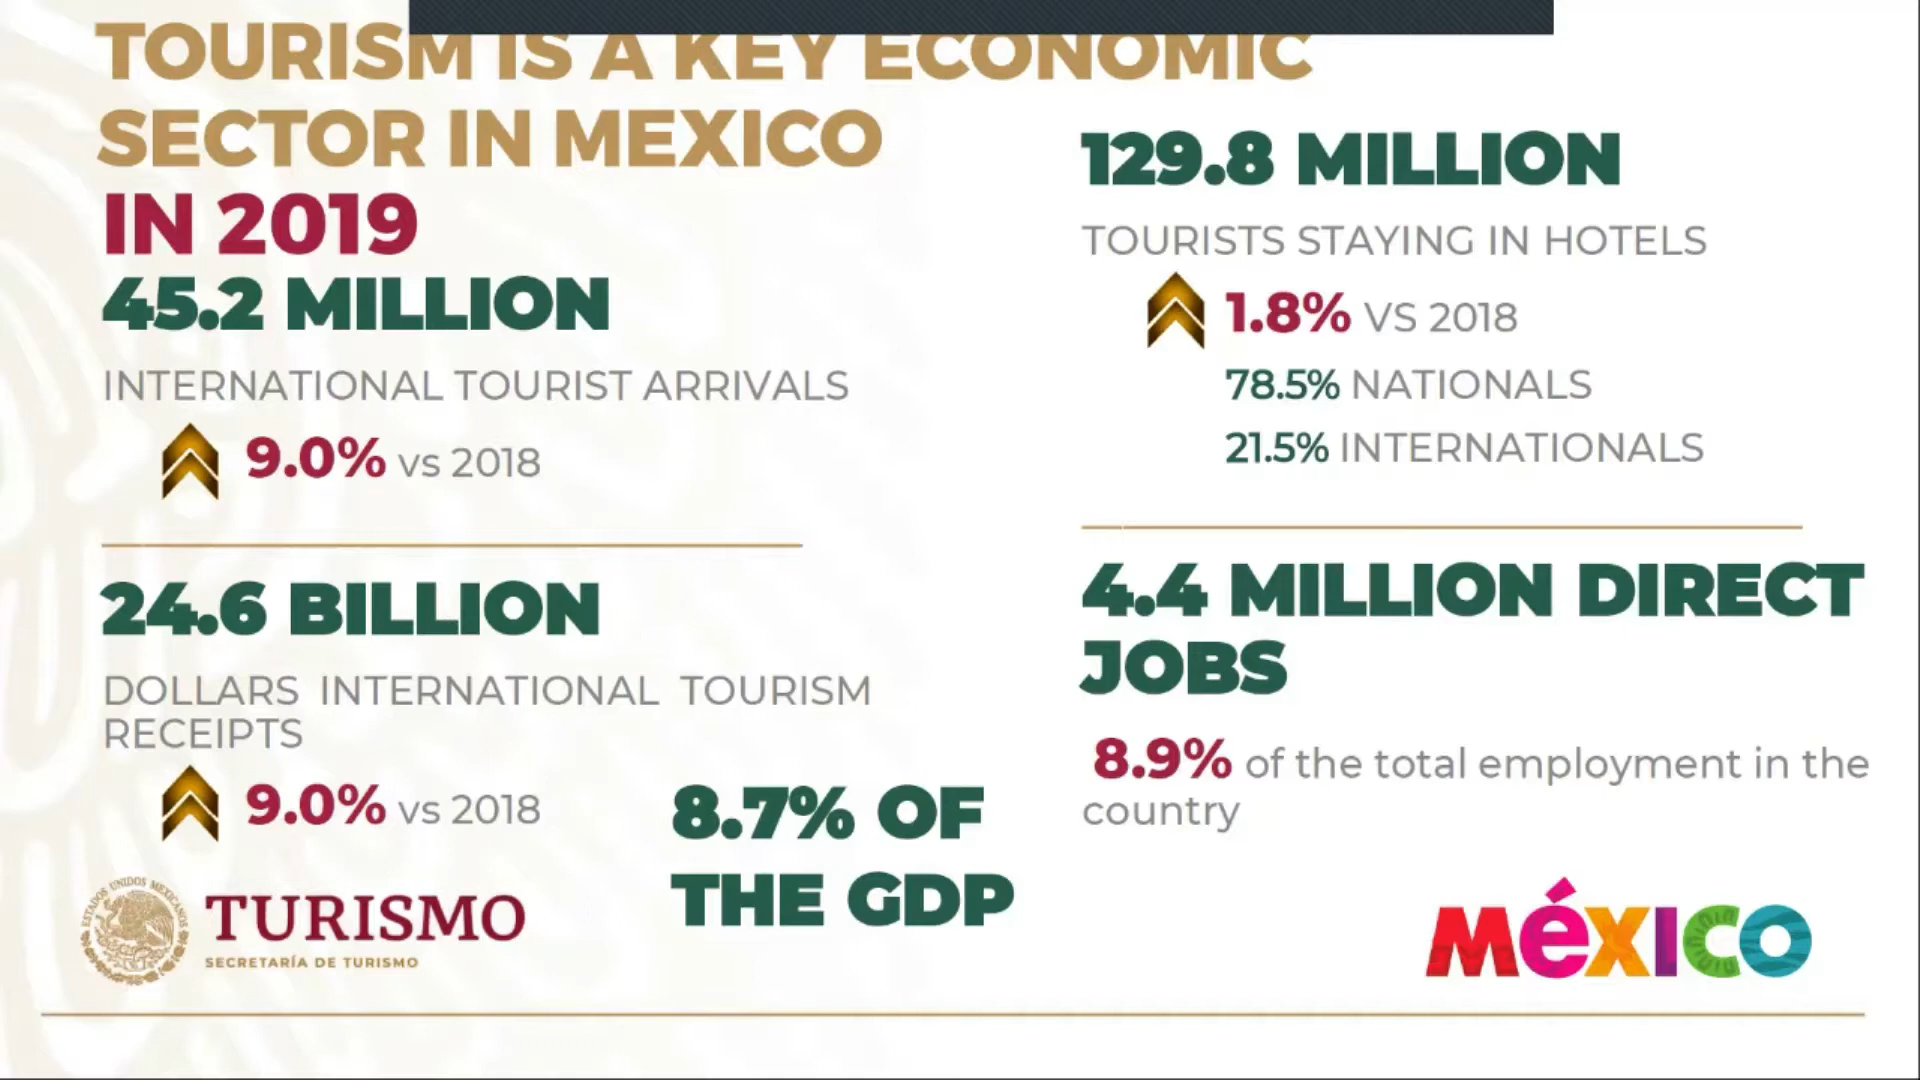 TOURISM IS A KEY ECONOMIC
SECTOR IN MEXICO
IN 2019
45.2 MILLION
INTERNATIONAL TOURIST ARRIVALS
9.0% vs 2018
24.6 BILLION
DOLLARS INTERNATIONAL TOURISM
RECEIPTS
9.0% vs 2018
8.7% OF
THE GDP
129.8 MILLION
TOURISTS STAYING IN HOTELS
1.8% VS 2018
78.5% NATIONALS
21.5% INTERNATIONALS
4.4 MILLION DIRECT
JOBS
8.9% of the total employment in the
country
ESTADOS UNIDOS MEXICANOS
TURISMO
SECRETARÍA DE TURISMO
México